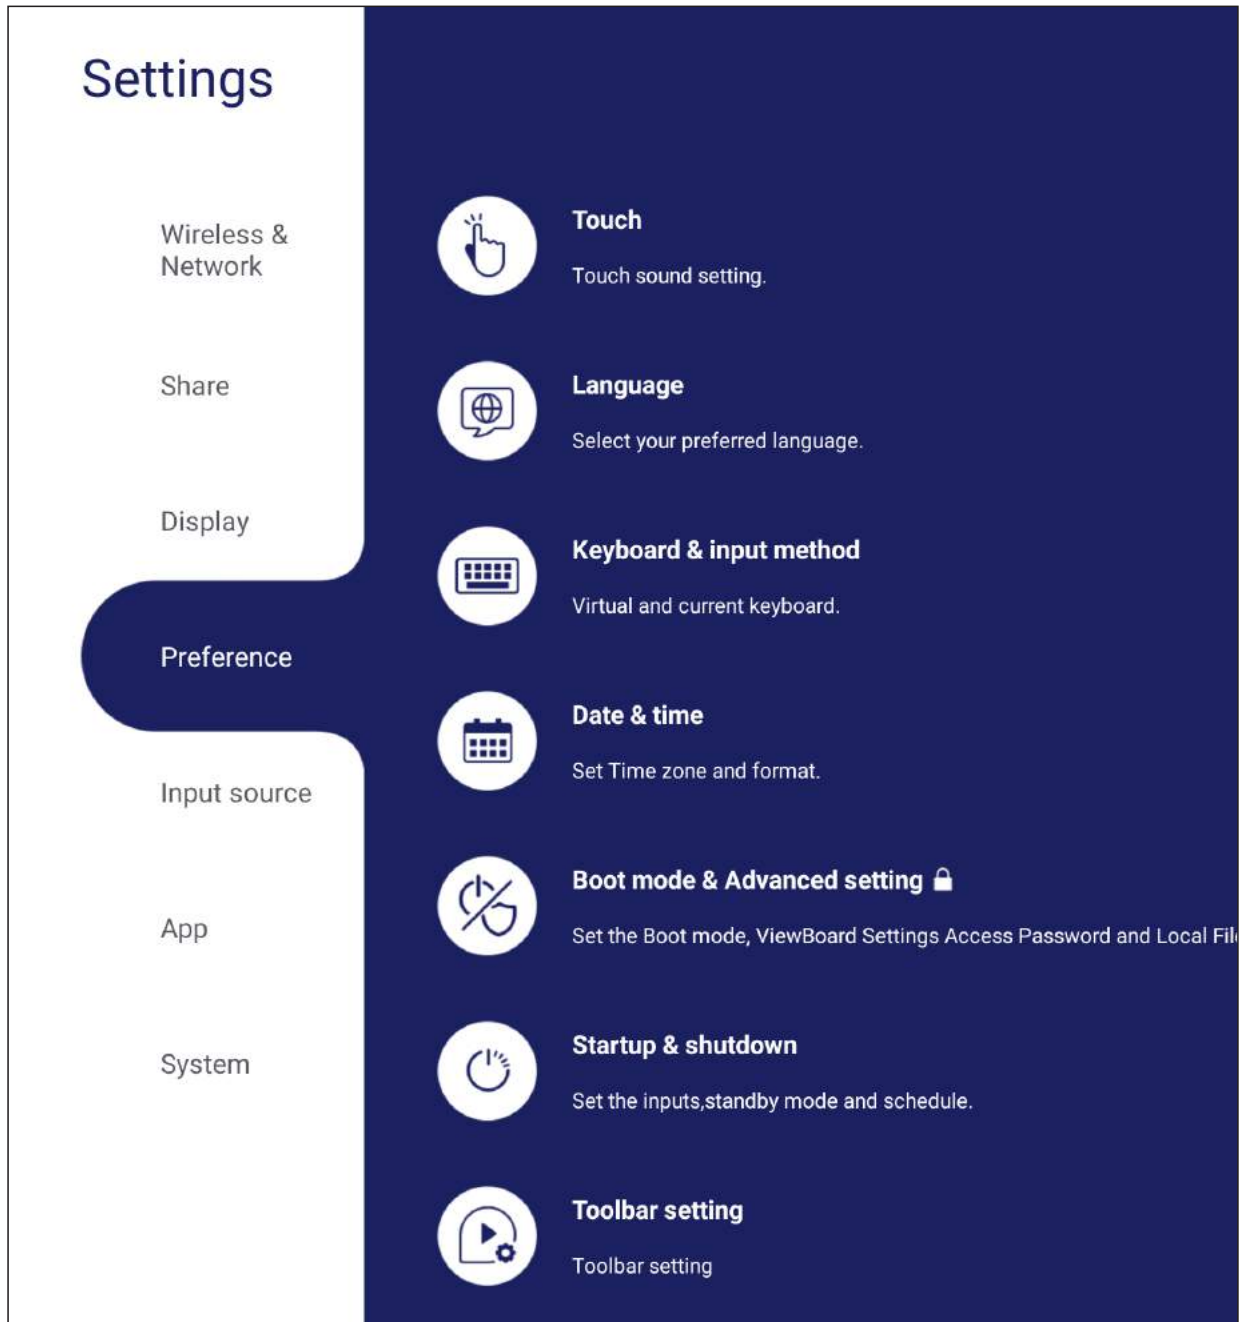 Settings
Wireless &
Network
Share
Display
Preference
Input source
App
System
Touch
Touch sound setting.
Language
Select your preferred language.
Keyboard & input method
Virtual and current keyboard.
Date & time
Set Time zone and format.
Boot mode & Advanced setting
Set the Boot mode, ViewBoard Settings Access Password and Local
Startup & shutdown
Set the inputs,standby mode and schedule.
Toolbar setting
Toolbar setting